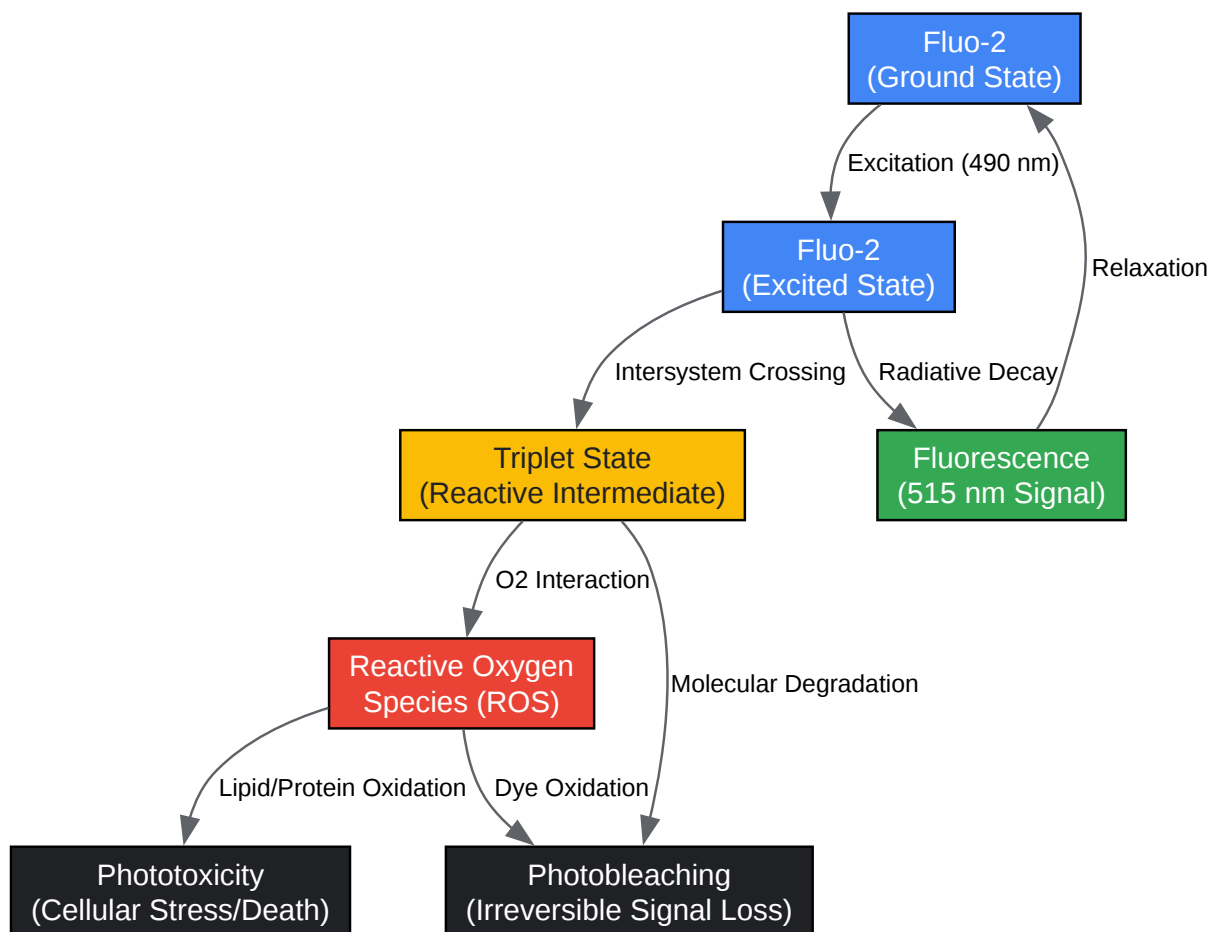 Fluo-2
(Ground State)
Excitation (490 nm)
Fluo-2
(Excited State)
Relaxation
Intersystem Crossing
Radiative Decay
Triplet State
(Reactive Intermediate)
Fluorescence
(515 nm Signal)
O2 Interaction
Reactive Oxygen
Species (ROS)
Molecular Degradation
Lipid/Protein Oxidation
Dye Oxidation
Phototoxicity
(Cellular Stress/Death)
Photobleaching
(Irreversible Signal Loss)